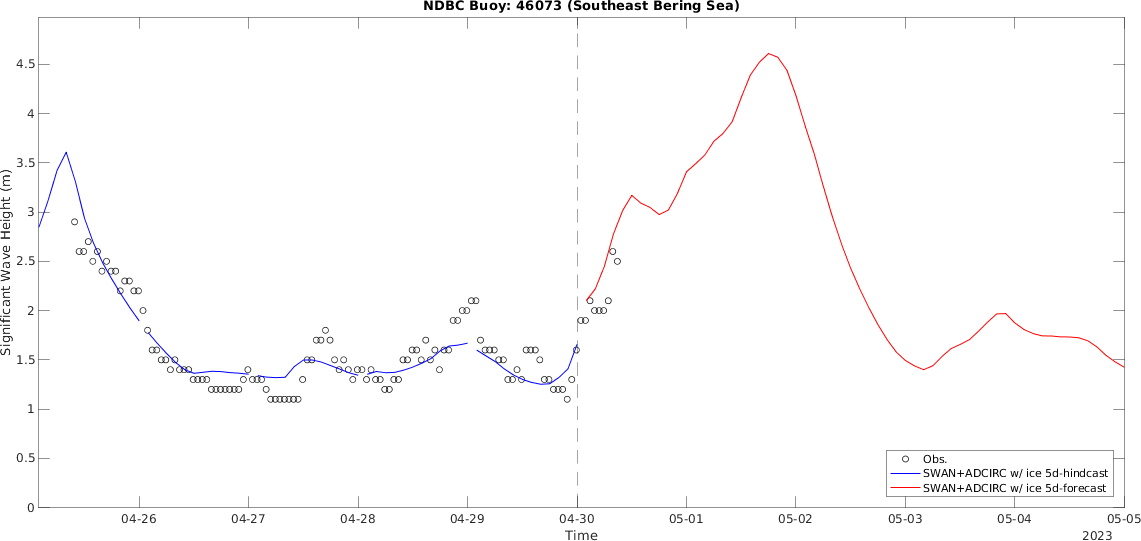 NDBC Buoy: 46073 (Southeast Bering Sea)
Significant Wave Height (m)
4.5
4
3.5
3
2.5
2
1.5
1
0.5
0
04-26 04-27 04-28 04-29 04-30 05-01 05-02 05-03 05-04 05-05
Time
2023
Obs.
SWAN+ADCIRC w/ ice 5d-hindcast
SWAN+ADCIRC w/ ice 5d-forecast